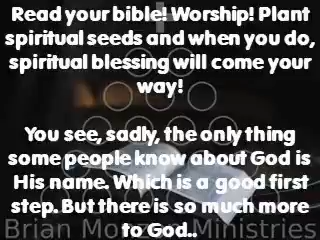 Read your bible! Worship! Plant
spiritual seeds and when you do,
spiritual blessing will come your
way!
You see, sadly, the only thing
some people know about God is
His name. Which is a good first
step. But there is so much more
to God..
Brian Ministries